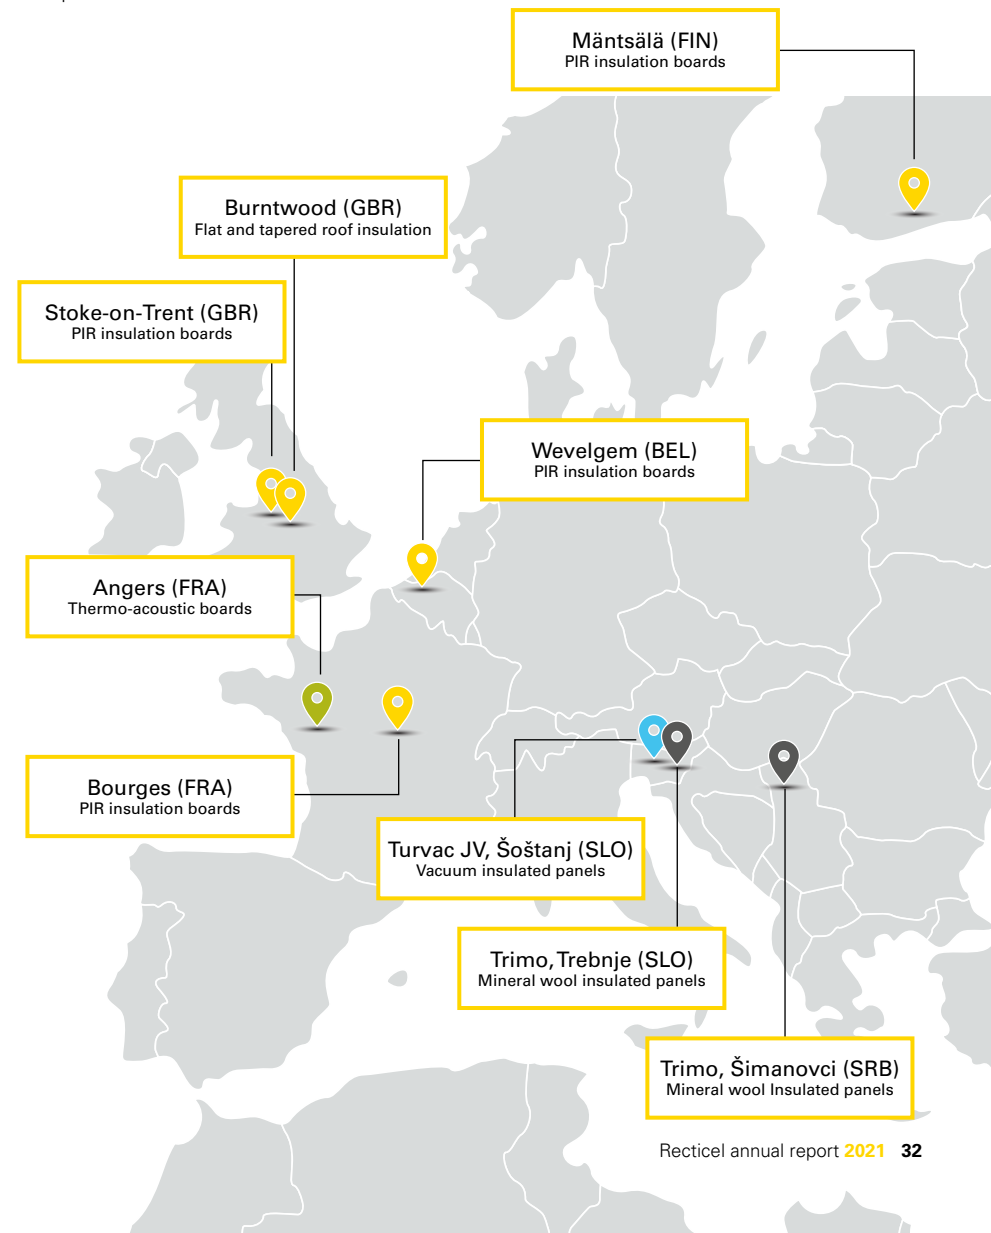 Mäntsälä (FIN)
PIR insulation boards
Burntwood (GBR)
Flat and tapered roof insulation
Stoke-on-Trent (GBR)
PIR insulation boards
Wevelgem (BEL)
PIR insulation boards
Angers (FRA)
Thermo-acoustic boards
Bourges (FRA)
PIR insulation boards
Turvac JV, Šoštanj (SLO)
Vacuum insulated panels
Trimo, Trebnje (SLO)
Mineral wool insulated panels
Trimo, Šimanovci (SRB)
Mineral wool Insulated panels
Recticel annual report 2021 32